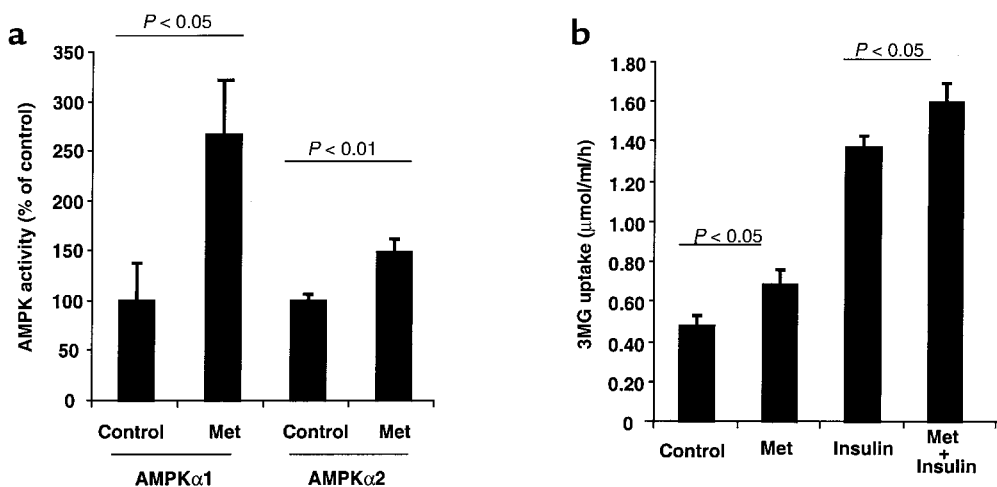 a
P < 0.05
350
300
250
200
150
100
50
0
AMPK activity (% of control)
P < 0.01
Control Met Control Met
AMPKα1 AMPKα2
b
P < 0.05
1.80
1.60
1.40
1.20
1.00
0.80
0.60
0.40
0.20
0
3MG uptake (μmol/ml/h)
P < 0.05
Control Met Insulin Met
+
Insulin